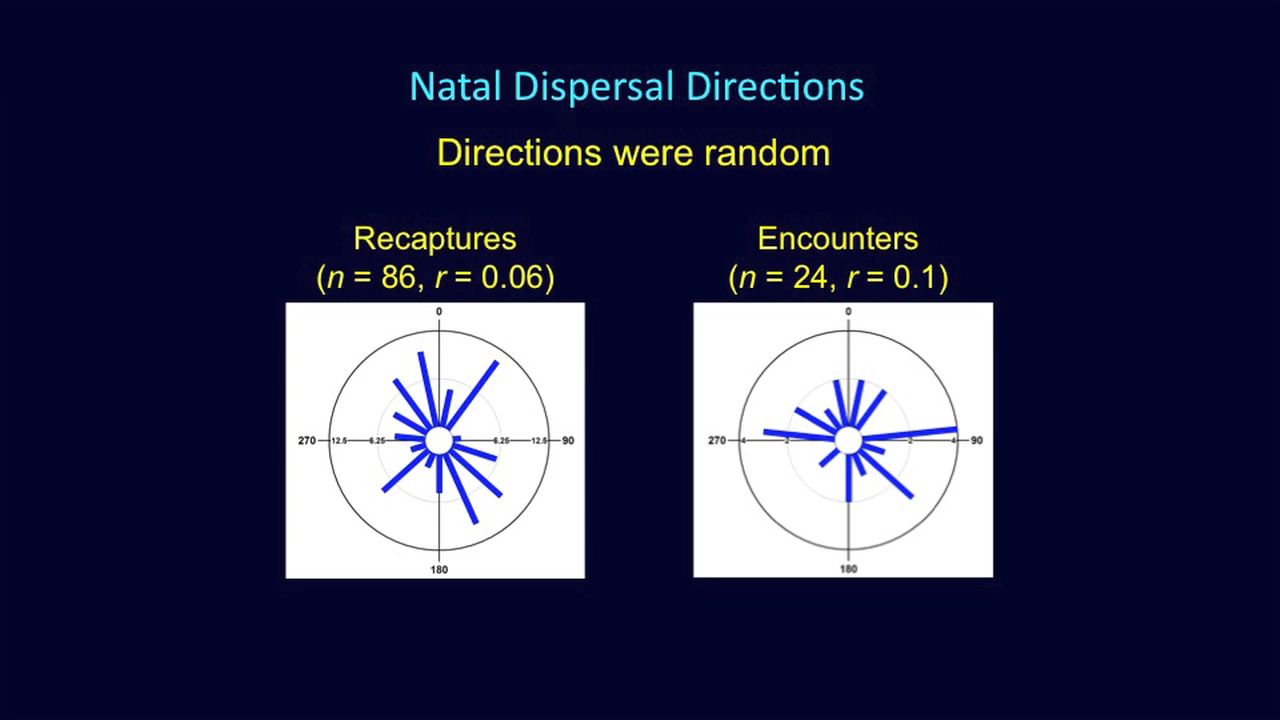 Natal Dispersal Directions
Directions were random
Recaptures
(n = 86, r = 0.06)
Encounters
(n = 24, r = 0.1)
0
270 12.5 6.25 6.25 12.5 90
180
0
270 4 2 2 4 90
180